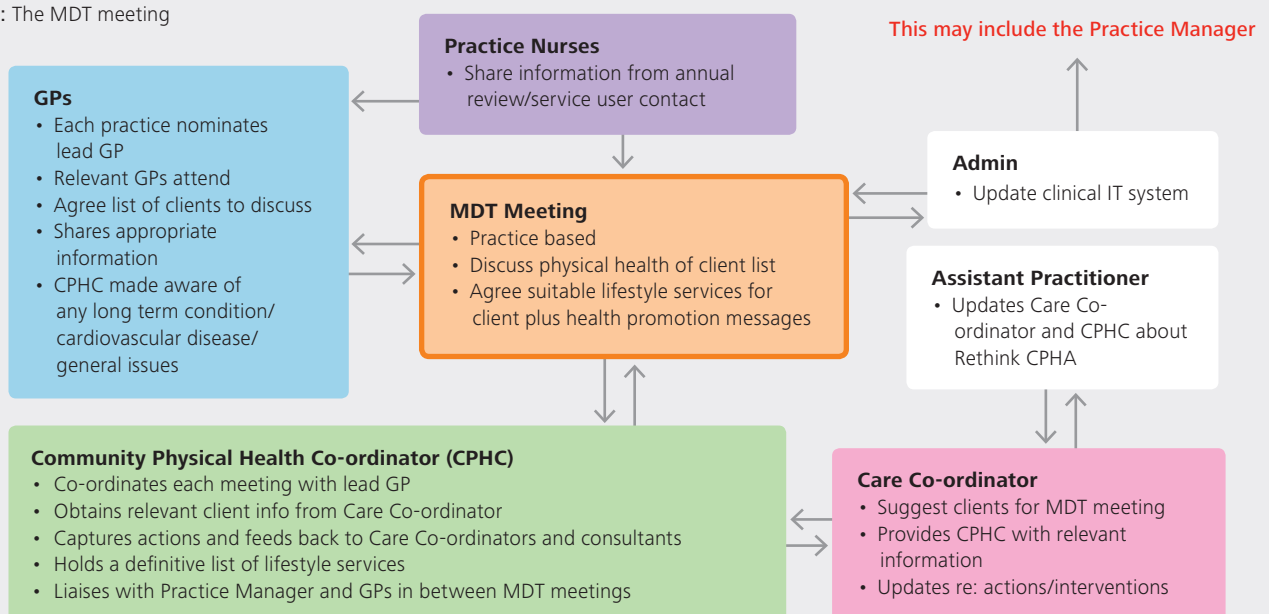 : The MDT meeting
This may include the Practice Manager
Practice Nurses
• Share information from annual
review/service user contact
GPs
• Each practice nominates
lead GP
• Relevant GPs attend
• Agree list of clients to discuss
• Shares appropriate
information
• CPHC made aware of
any long term condition/
cardiovascular disease/
general issues
MDT Meeting
• Practice based
• Discuss physical health of client list
• Agree suitable lifestyle services for
client plus health promotion messages
Admin
• Update clinical IT system
Assistant Practitioner
• Updates Care Co-
ordinator and CPHC about
Rethink CPHA
Community Physical Health Co-ordinator (CPHC)
• Co-ordinates each meeting with lead GP
• Obtains relevant client info from Care Co-ordinator
• Captures actions and feeds back to Care Co-ordinators and consultants
• Holds a definitive list of lifestyle services
• Liaises with Practice Manager and GPs in between MDT meetings
Care Co-ordinator
• Suggest clients for MDT meeting
• Provides CPHC with relevant
information
• Updates re: actions/interventions